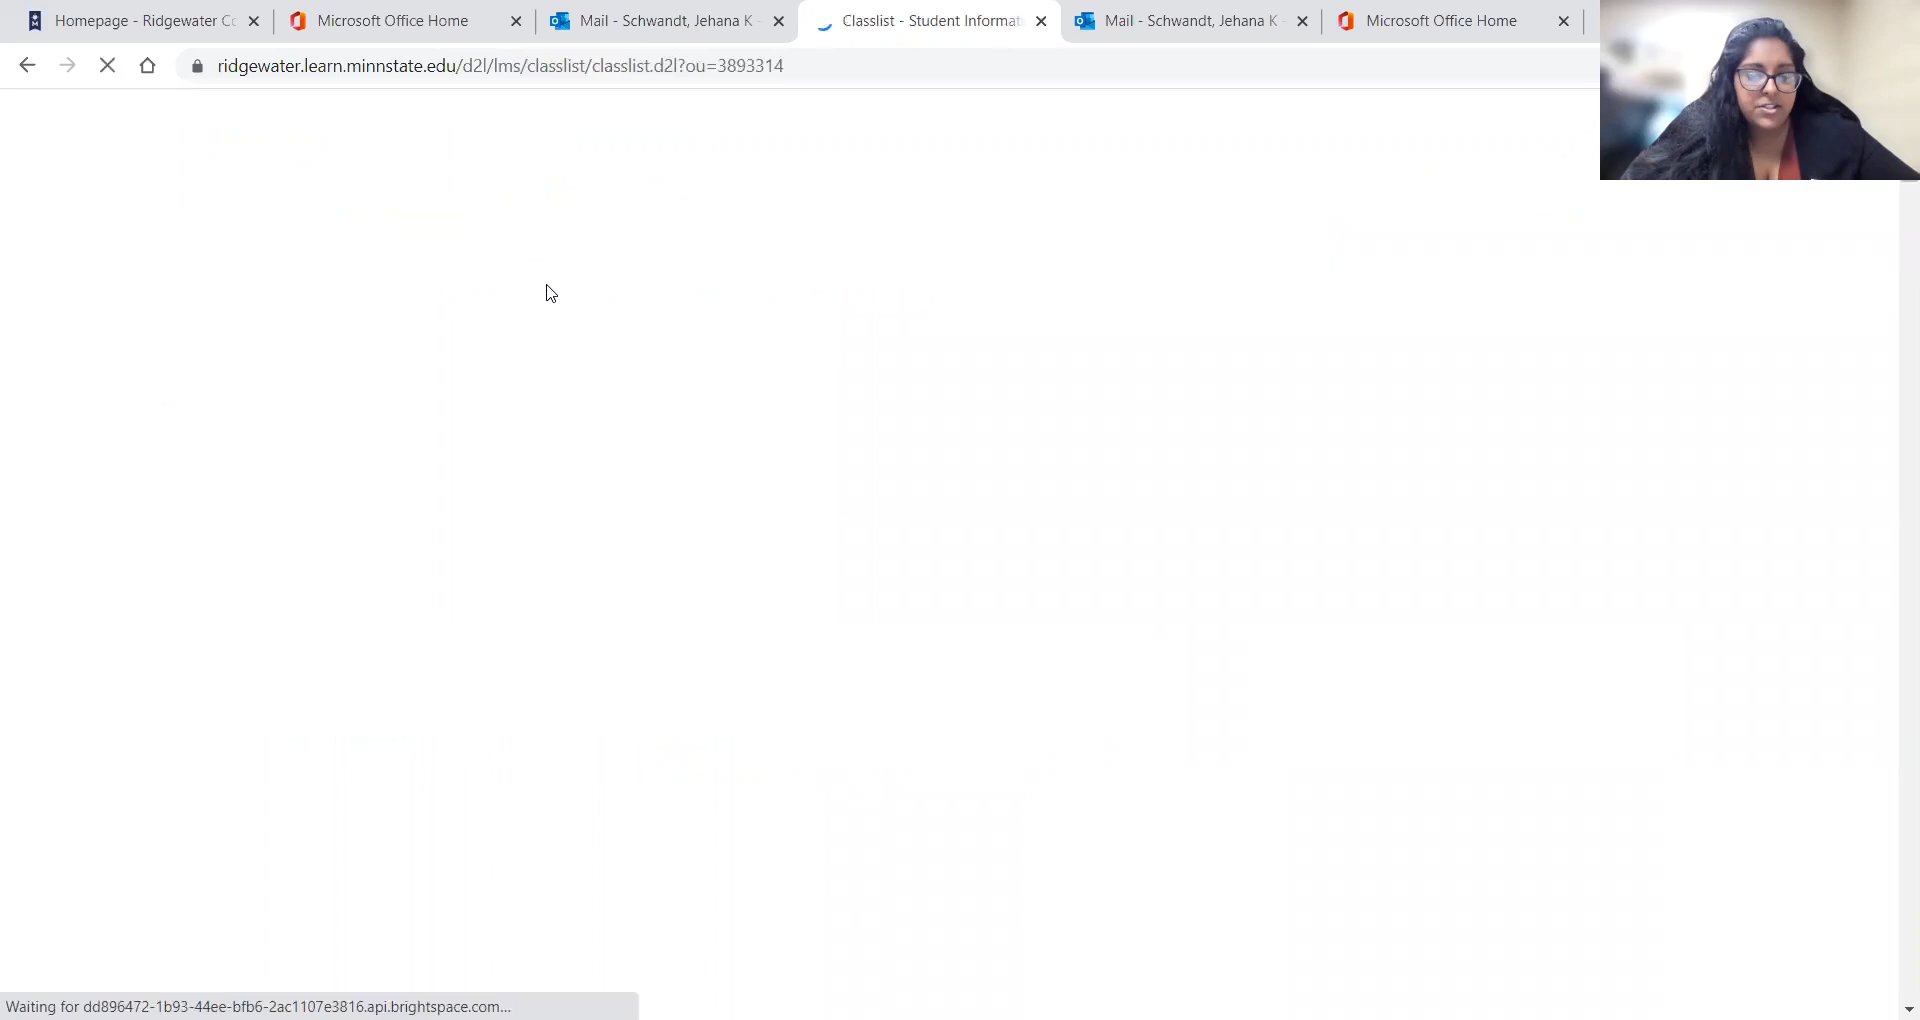 Homepage - Ridgewater Co
Microsoft Office Home
Mail - Schwandt, Jehana K -
Classlist - Student Informat
Mail - Schwandt, Jehana K -
Microsoft Office Home
ridgewater.learn.minnstate.edu/d2l/lms/classlist/classlist.d2l?ou=3893314
Waiting for dd896472-1b93-44ee-bfb6-2ac1107e3816.api.brightspace.com...